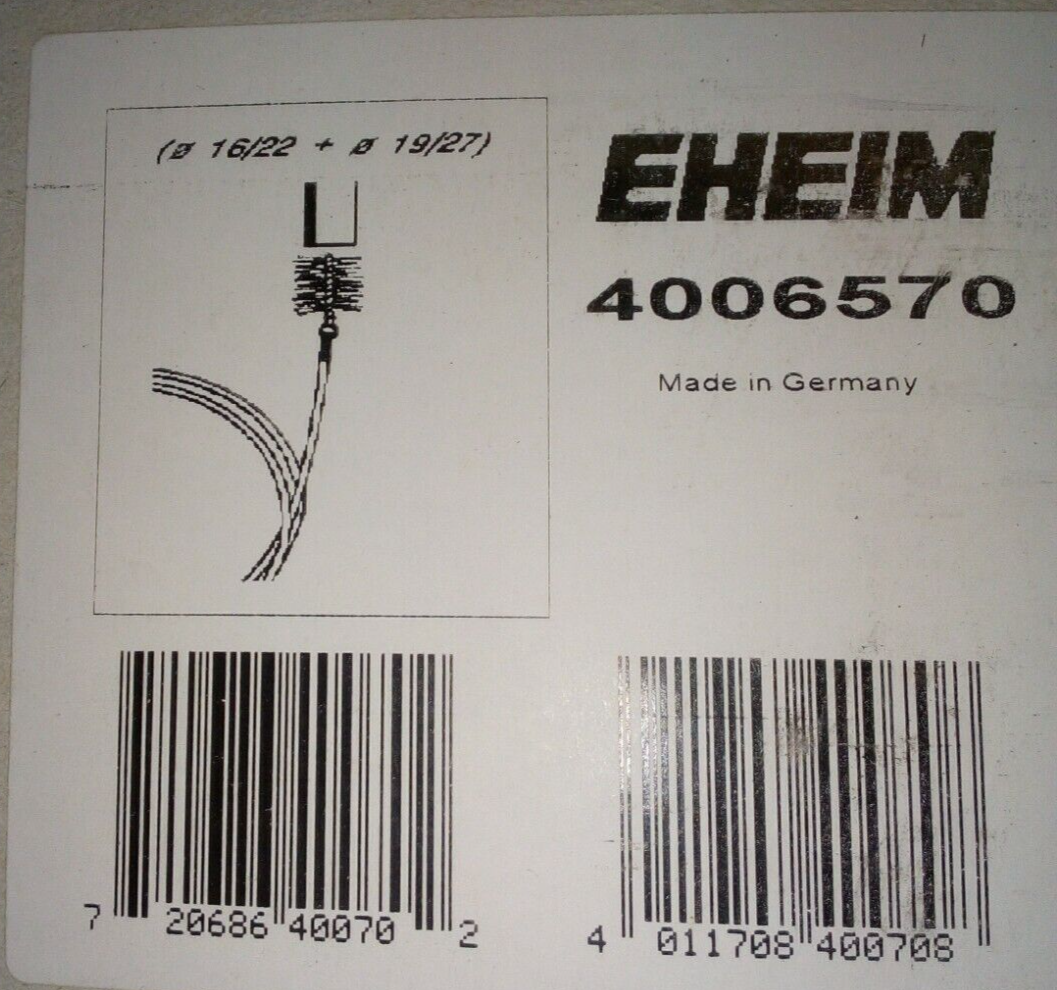 (ø 16/22 + ø 19/27)
EHEIM
4006570
Made in Germany
7 20686 40070 2
4 011708 400708